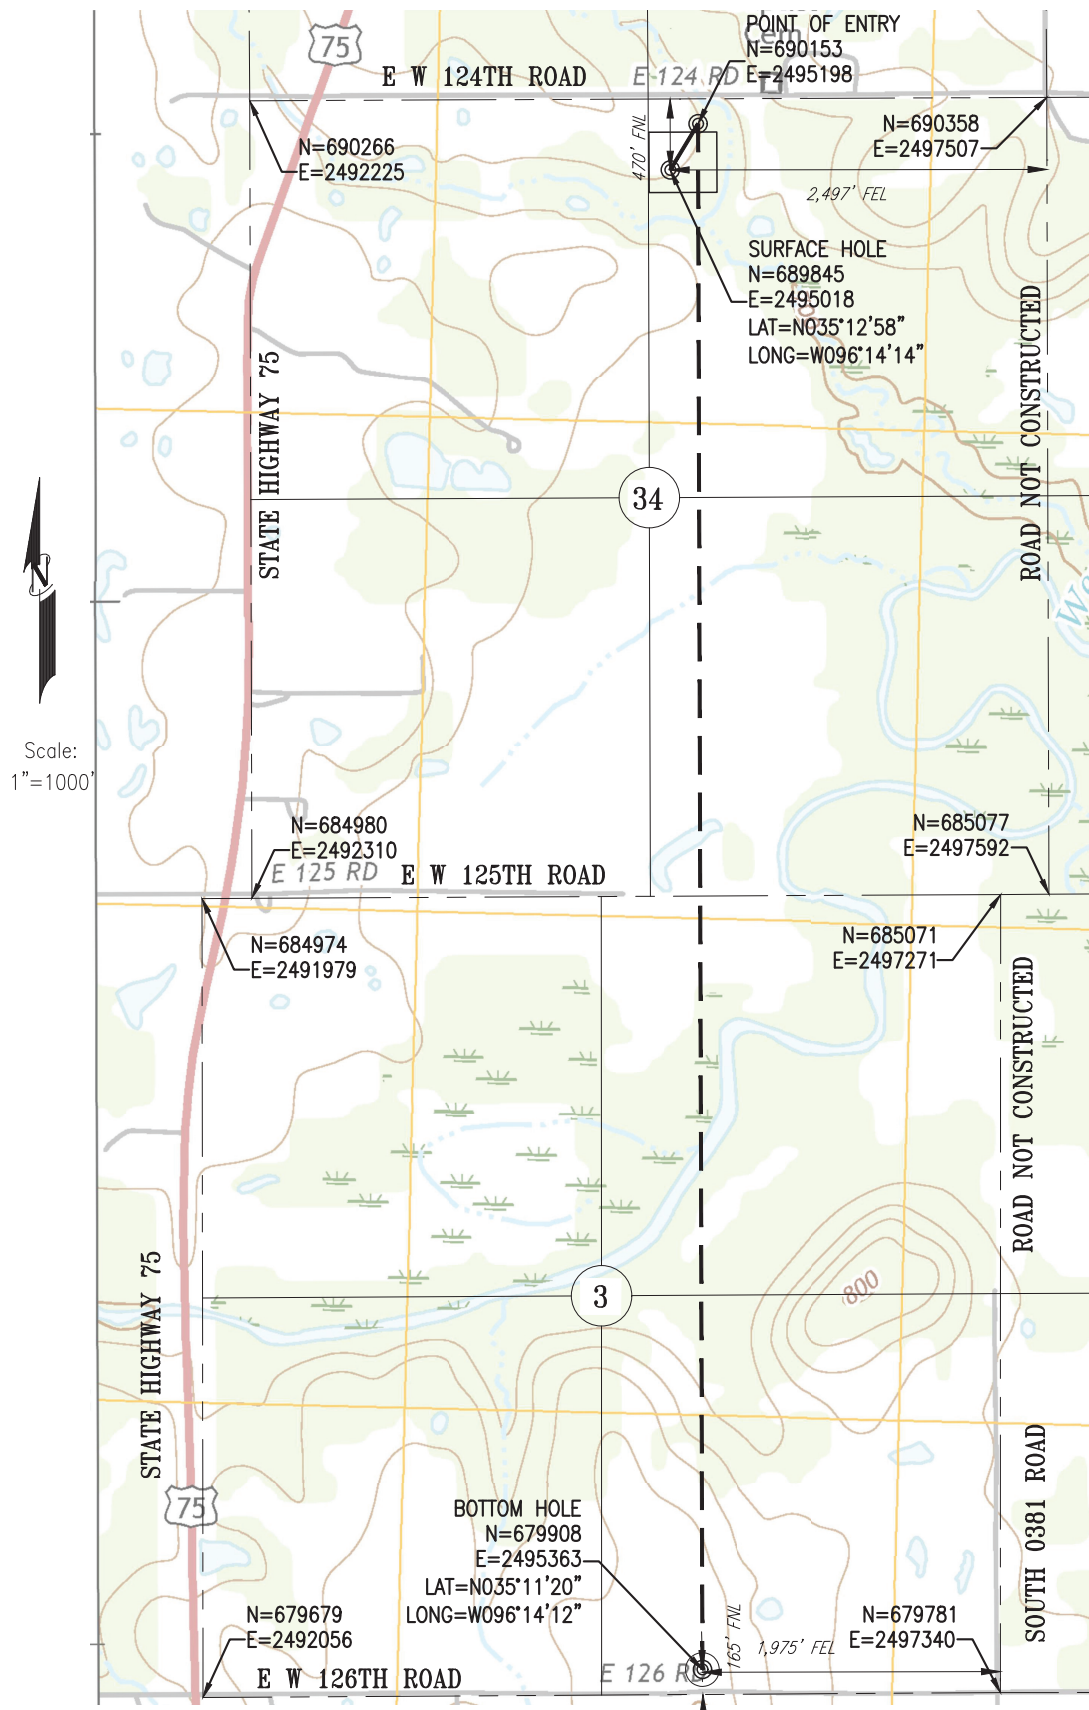 POINT OF ENTRY
Cem
N=690153
E=2495198
75
E W 124TH ROAD
E 124 RD
N=690266
E=2492225
470' FNL
N=690358
E=2497507
2,497' FEL
SURFACE HOLE
N=689845
E=2495018
LAT=N035°12'58"
LONG=W096°14'14"
STATE HIGHWAY 75
ROAD NOT CONSTRUCTED
34
Scale:
1"=1000'
N=684980
E=2492310
E 125 RD
E W 125TH ROAD
N=685077
E=2497592
N=684974
E=2491979
N=685071
E=2497271
ROAD NOT CONSTRUCTED
STATE HIGHWAY 75
3
800
75
SOUTH 0381 ROAD
BOTTOM HOLE
N=679908
E=2495363
LAT=N035°11'20"
LONG=W096°14'12"
N=679679
E=2492056
165' FNL
1,975' FEL
N=679781
E=2497340
E W 126TH ROAD
E 126 RD